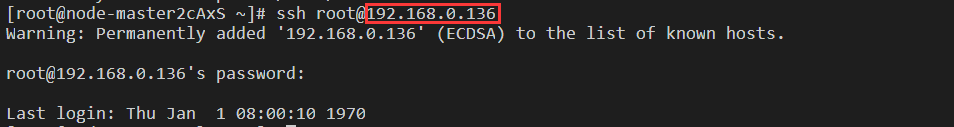 [root@node-master2cAxS ~]# ssh root@192.168.0.136
Warning: Permanently added '192.168.0.136' (ECDSA) to the list of known hosts.
root@192.168.0.136's password:
Last login: Thu Jan  1 08:00:10 1970